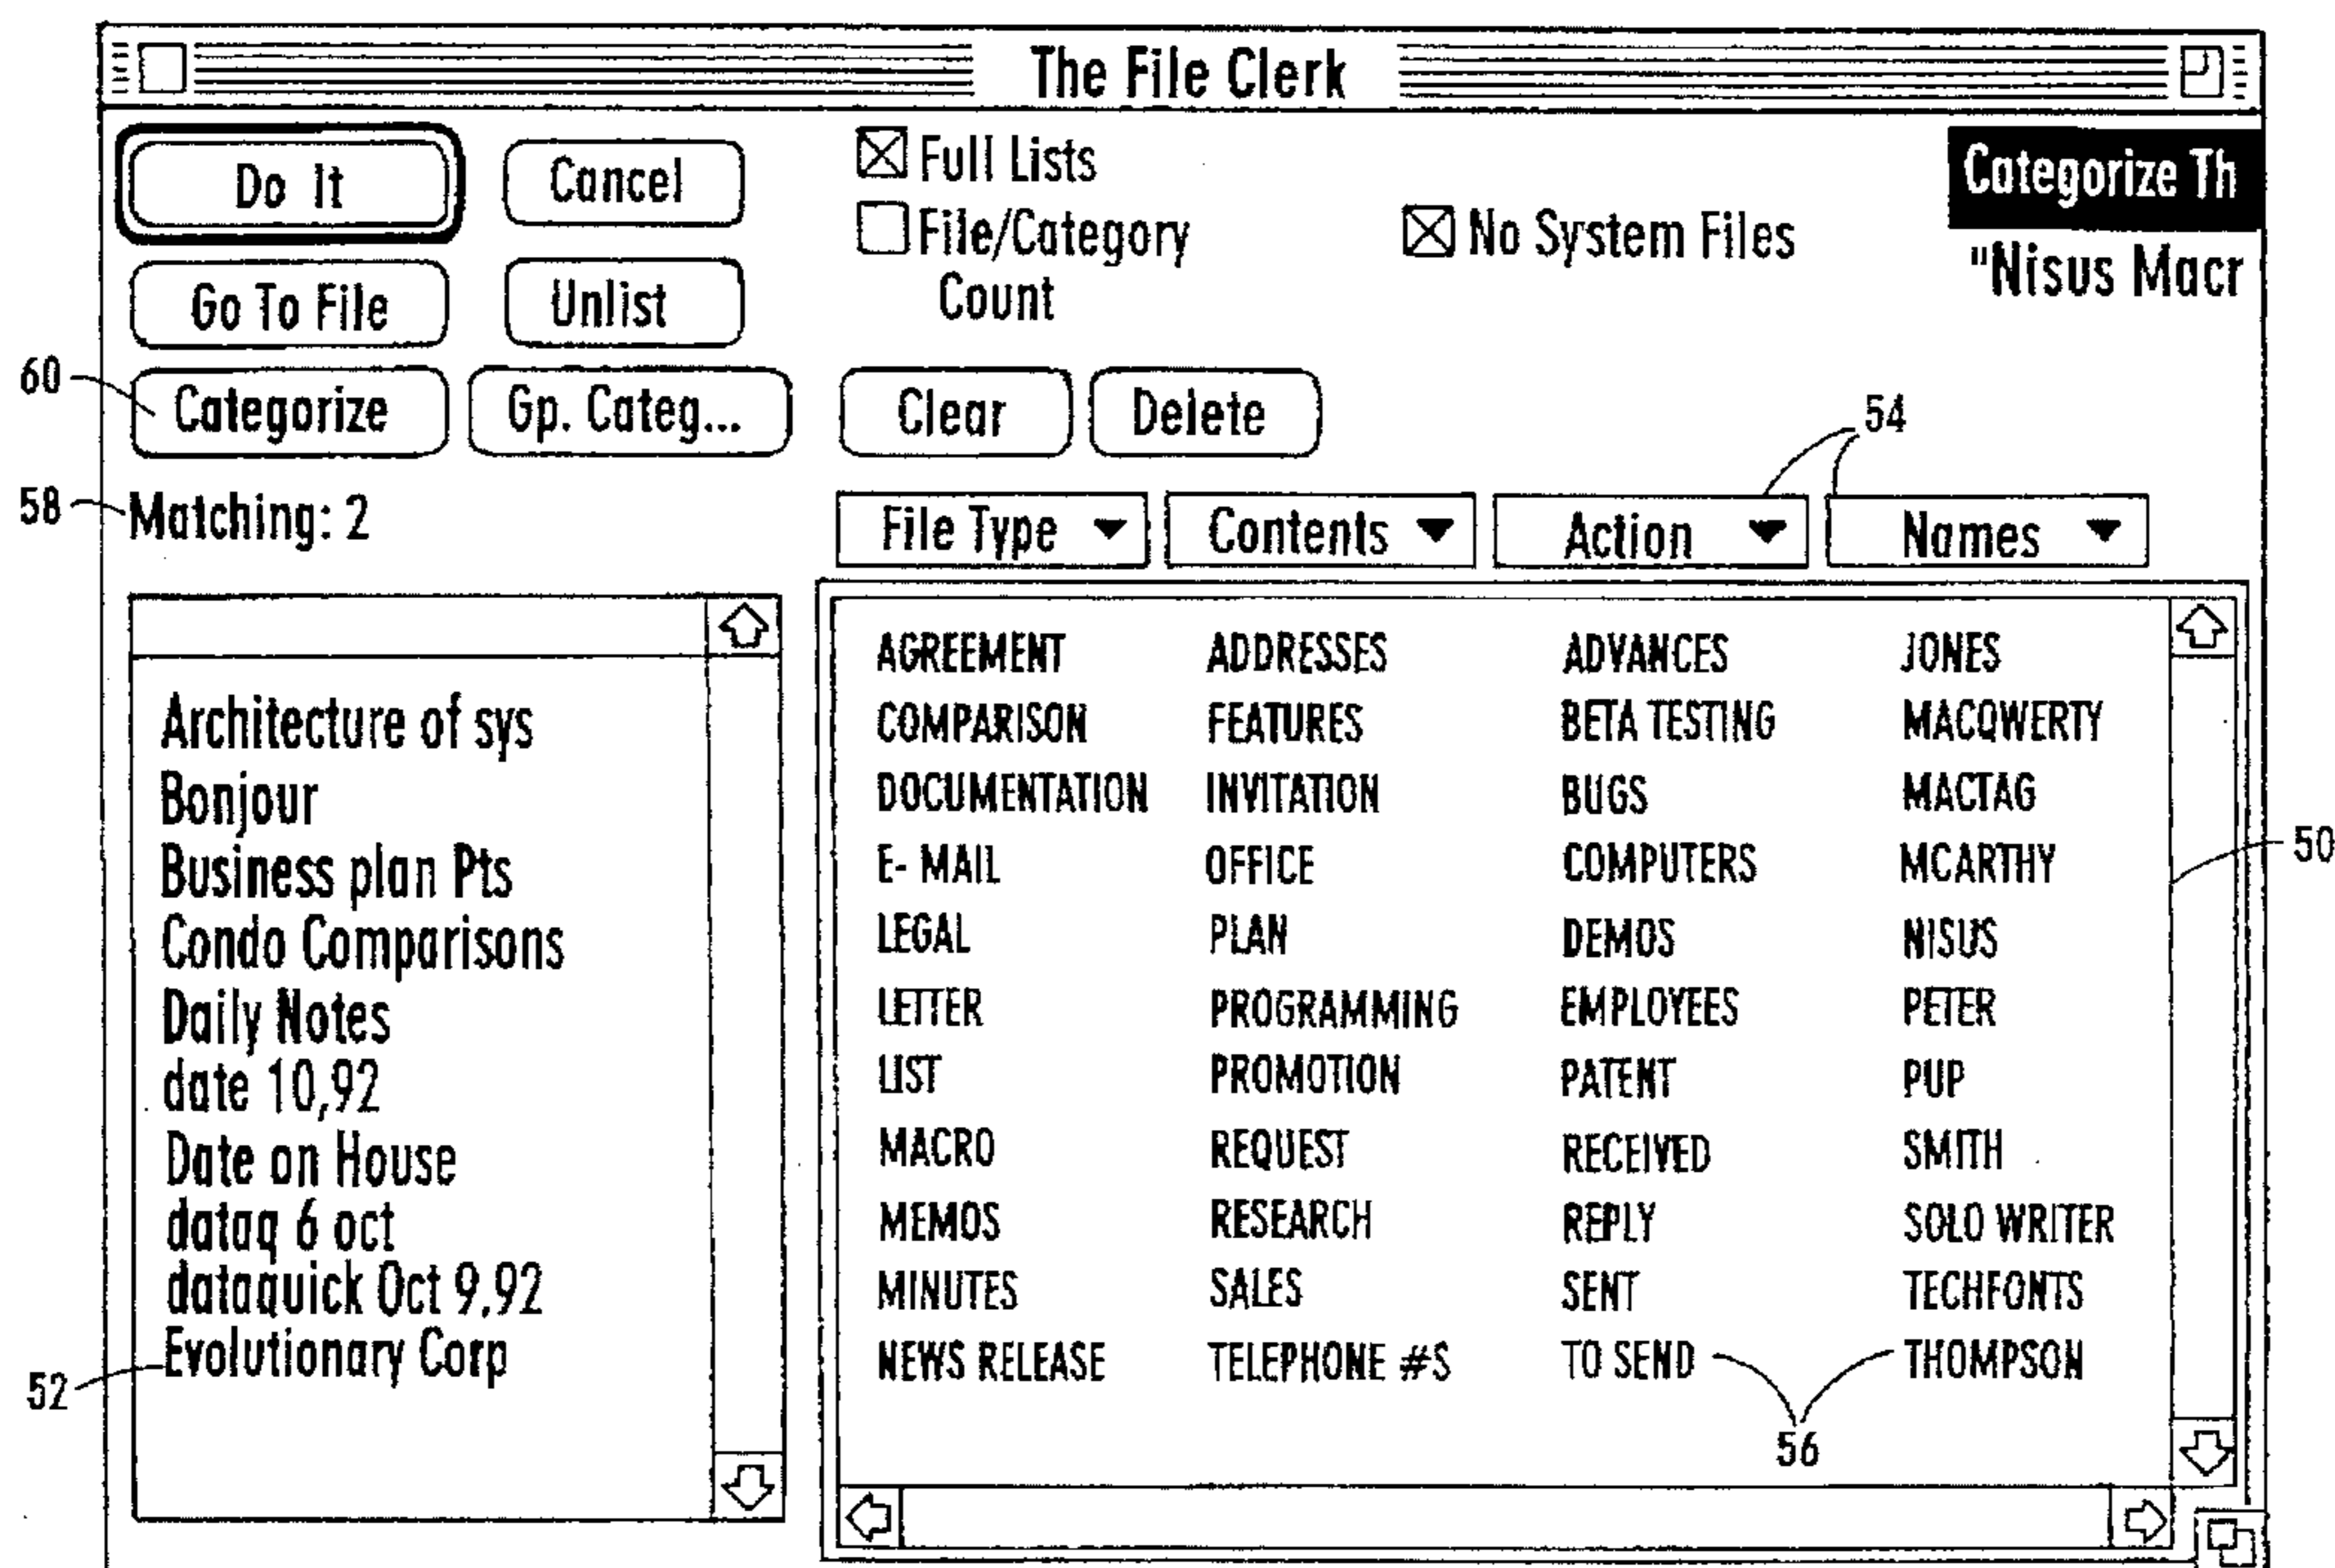 The File Clerk
Do It
Cancel
Full Lists
Categorize Th
File/Category
Count
No System Files
"Nisus Macr
Go To File
Unlist
60
Categorize
Gp. Categ...
Clear
Delete
54
58
Matching: 2
File Type
Contents
Action
Names
Architecture of sys
Bonjour
Business plan Pts
Condo Comparisons
Daily Notes
date 10,92
Date on House
dataq 6 oct
dataquick Oct 9,92
Evolutionary Corp
52
AGREEMENT ADDRESSES ADVANCES JONES
COMPARISON FEATURES BETA TESTING MACQWERTY
DOCUMENTATION INVITATION BUGS MACTAG
E- MAIL OFFICE COMPUTERS MCARTHY
50
LEGAL PLAN DEMOS NISUS
LETTER PROGRAMMING EMPLOYEES PETER
LIST PROMOTION PATENT PUP
MACRO REQUEST RECEIVED SMITH
MEMOS RESEARCH REPLY SOLO WRITER
MINUTES SALES SENT TECHFONTS
NEWS RELEASE TELEPHONE #S TO SEND THOMPSON
56